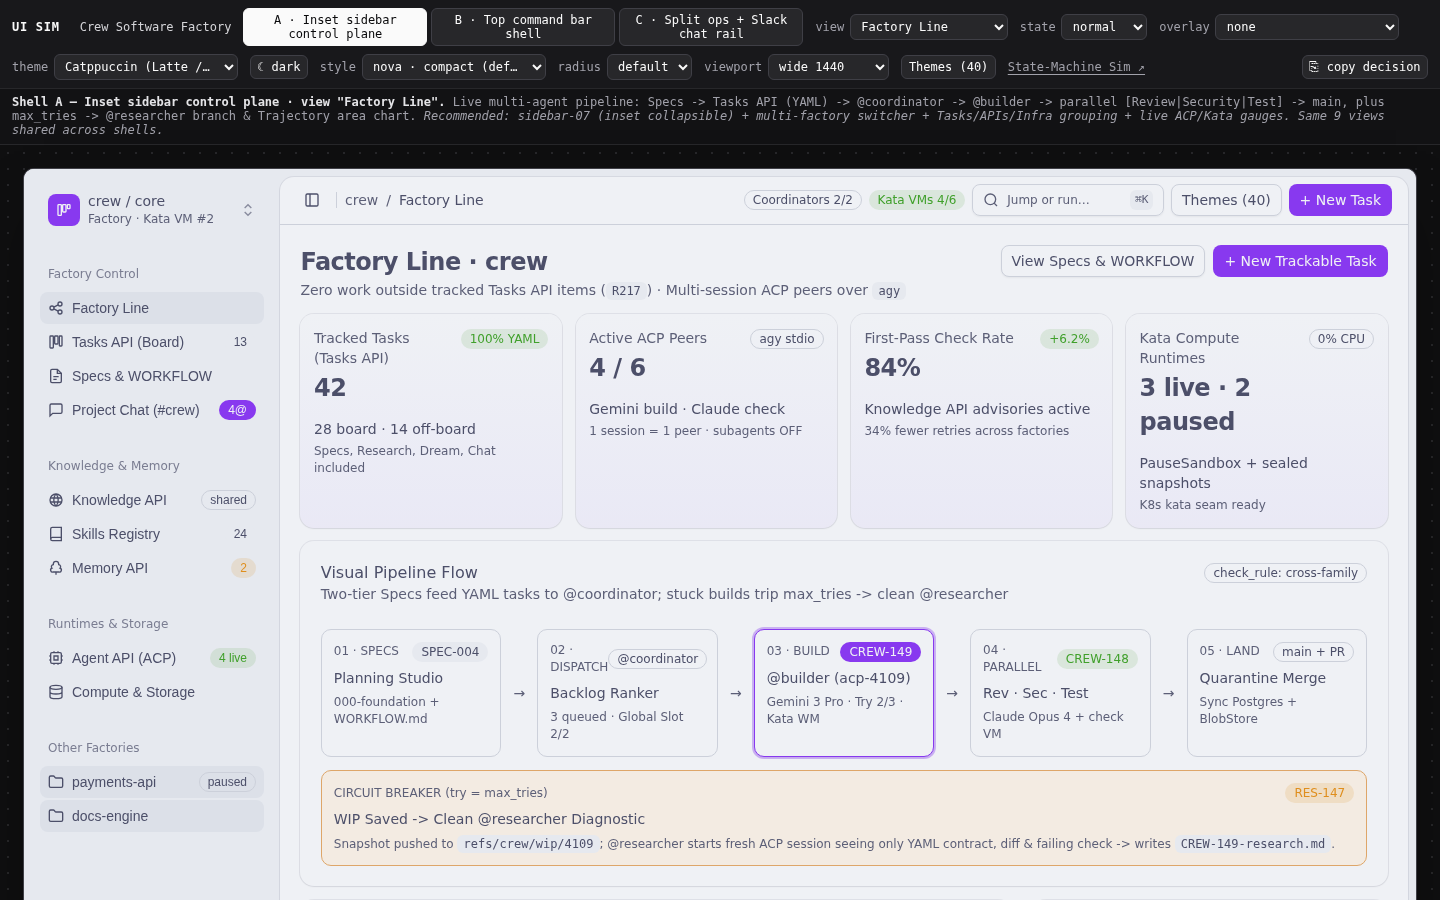 UI SIM Crew Software Factory A · Inset sidebar control plane B · Top command bar shell C · Split ops + Slack chat rail view Factory Line state normal overlay none
theme Catppuccin (Latte /… ☾ dark style nova · compact (def… radius default viewport wide 1440 Themes (40) State-Machine Sim ↗ ⎘ copy decision
Shell A — Inset sidebar control plane · view "Factory Line". Live multi-agent pipeline: Specs -> Tasks API (YAML) -> @coordinator -> @builder -> parallel [Review|Security|Test] -> main, plus
max_tries -> @researcher branch & Trajectory area chart. Recommended: sidebar-07 (inset collapsible) + multi-factory switcher + Tasks/APIs/Infra grouping + live ACP/Kata gauges. Same 9 views
shared across shells.
crew / core
Factory · Kata VM #2
Factory Control
Factory Line
Tasks API (Board) 13
Specs & WORKFLOW
Project Chat (#crew) 4@
Knowledge & Memory
Knowledge API shared
Skills Registry 24
Memory API 2
Runtimes & Storage
Agent API (ACP) 4 live
Compute & Storage
Other Factories
payments-api paused
docs-engine
crew / Factory Line Coordinators 2/2 Kata VMs 4/6 Jump or run... ⌘K Themes (40) + New Task
Factory Line · crew View Specs & WORKFLOW + New Trackable Task
Zero work outside tracked Tasks API items ( R217 ) · Multi-session ACP peers over agy
Tracked Tasks (Tasks API) 100% YAML
42
28 board · 14 off-board
Specs, Research, Dream, Chat
included
Active ACP Peers agy stdio
4 / 6
Gemini build · Claude check
1 session = 1 peer · subagents OFF
First-Pass Check Rate +6.2%
84%
Knowledge API advisories active
34% fewer retries across factories
Kata Compute Runtimes 0% CPU
3 live · 2
paused
PauseSandbox + sealed
snapshots
K8s kata seam ready
Visual Pipeline Flow check_rule: cross-family
Two-tier Specs feed YAML tasks to @coordinator; stuck builds trip max_tries -> clean @researcher
01 · SPECS SPEC-004
Planning Studio
000-foundation +
WORKFLOW.md
→
02 · DISPATCH @coordinator
Backlog Ranker
3 queued · Global Slot
2/2
→
03 · BUILD CREW-149
@builder (acp-4109)
Gemini 3 Pro · Try 2/3 ·
Kata WM
→
04 · PARALLEL CREW-148
Rev · Sec · Test
Claude Opus 4 + check
VM
→
05 · LAND main + PR
Quarantine Merge
Sync Postgres +
BlobStore
CIRCUIT BREAKER (try = max_tries) RES-147
WIP Saved -> Clean @researcher Diagnostic
Snapshot pushed to refs/crew/wip/4109 ; @researcher starts fresh ACP session seeing only YAML contract, diff & failing check -> writes CREW-149-research.md .